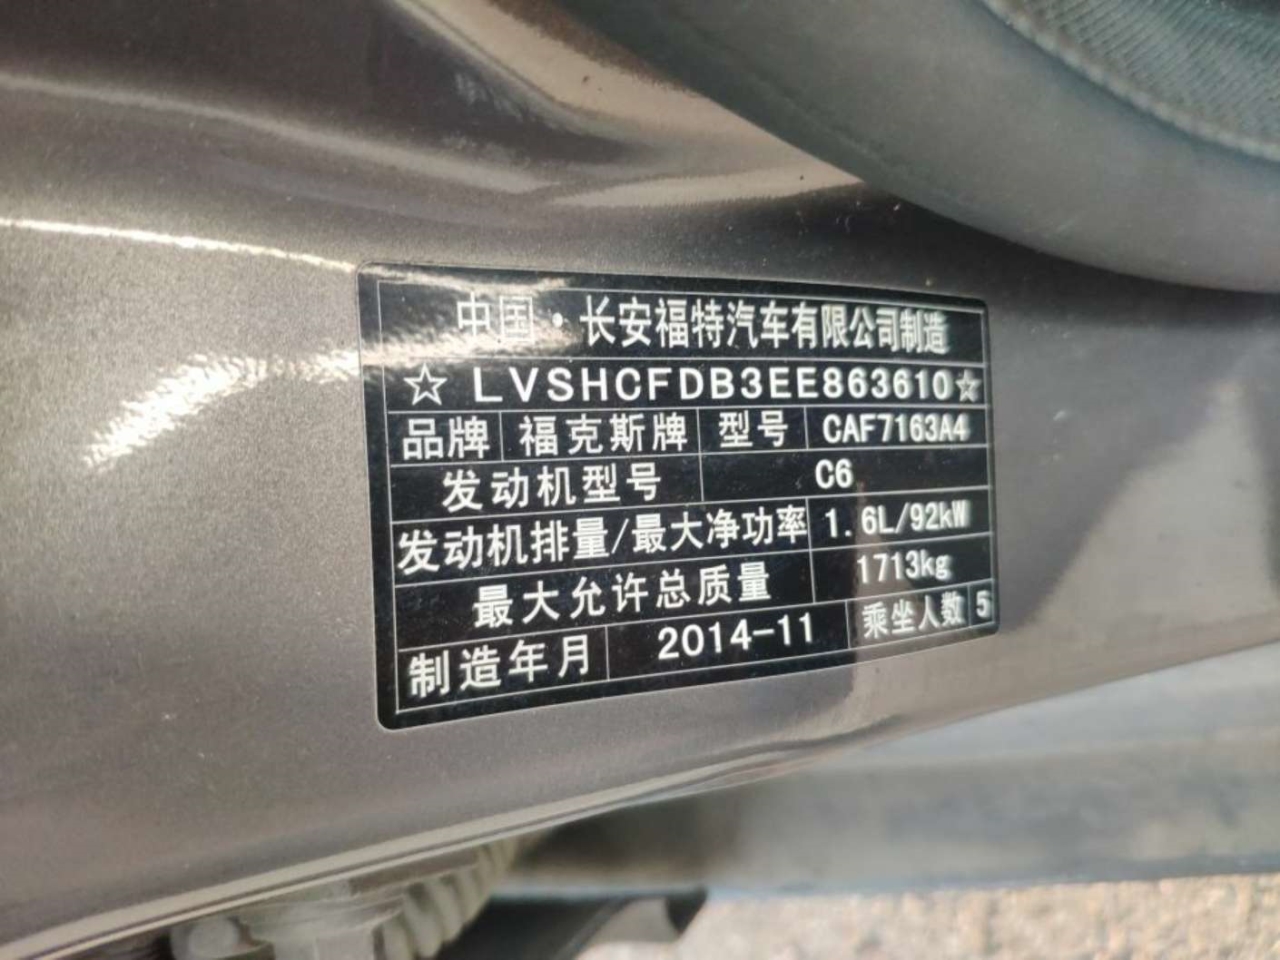 中国·长安福特汽车有限公司制造
☆LVSHCFDB3EE863610☆
品牌 福克斯牌 型号 CAF7163A4
发动机型号 C6
发动机排量/最大净功率 1.6L/92kW
最大允许总质量 1713kg
制造年月 2014-11 乘坐人数 5